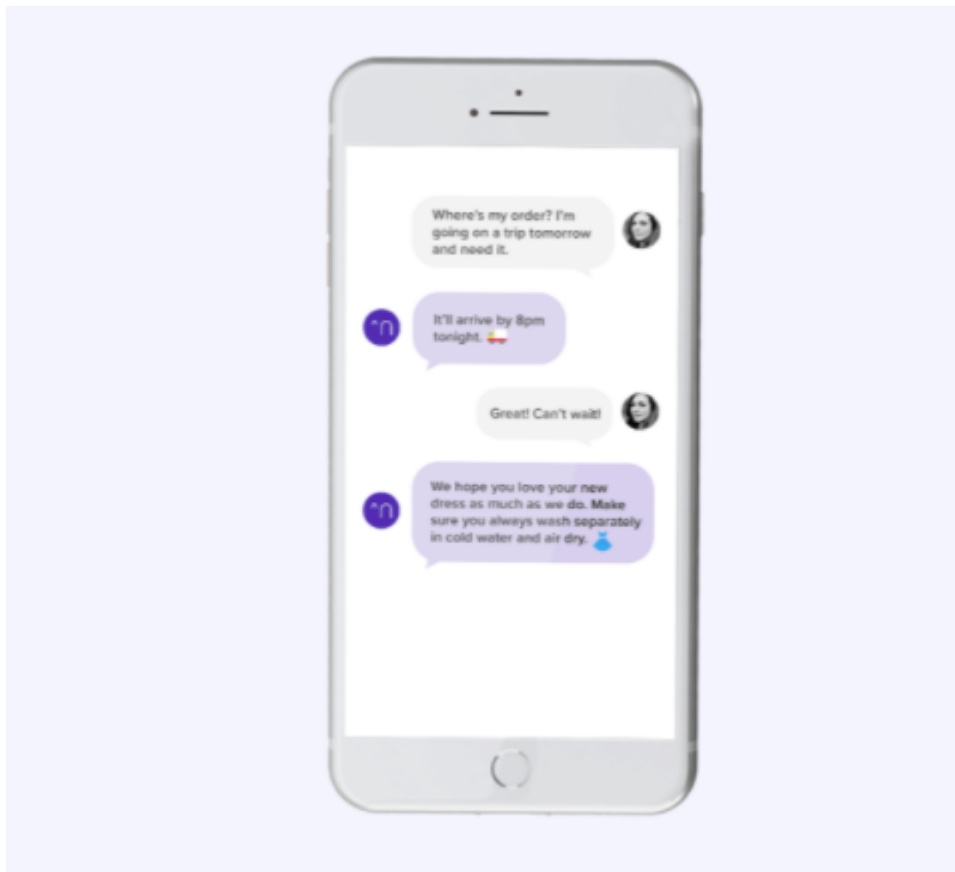 Where's my order? I'm
going on a trip tomorrow
and need it.
It'll arrive by 8pm
tonight.
Great! Can't wait!
We hope you love your new
dress as much as we do. Make
sure you always wash separately
in cold water and air dry.